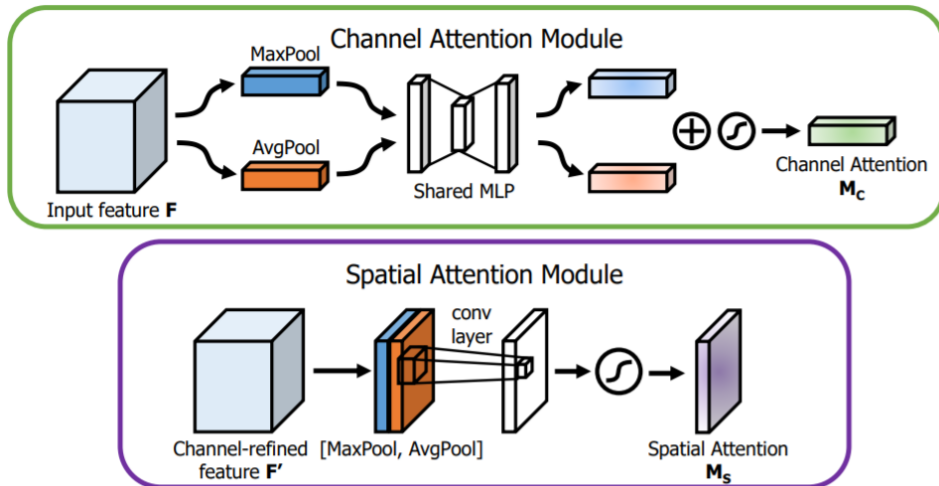 Channel Attention Module
MaxPool
AvgPool
Input feature F
Shared MLP
Channel Attention
Mc
Spatial Attention Module
conv
layer
Channel-refined
feature F’
[MaxPool, AvgPool]
Spatial Attention
Ms